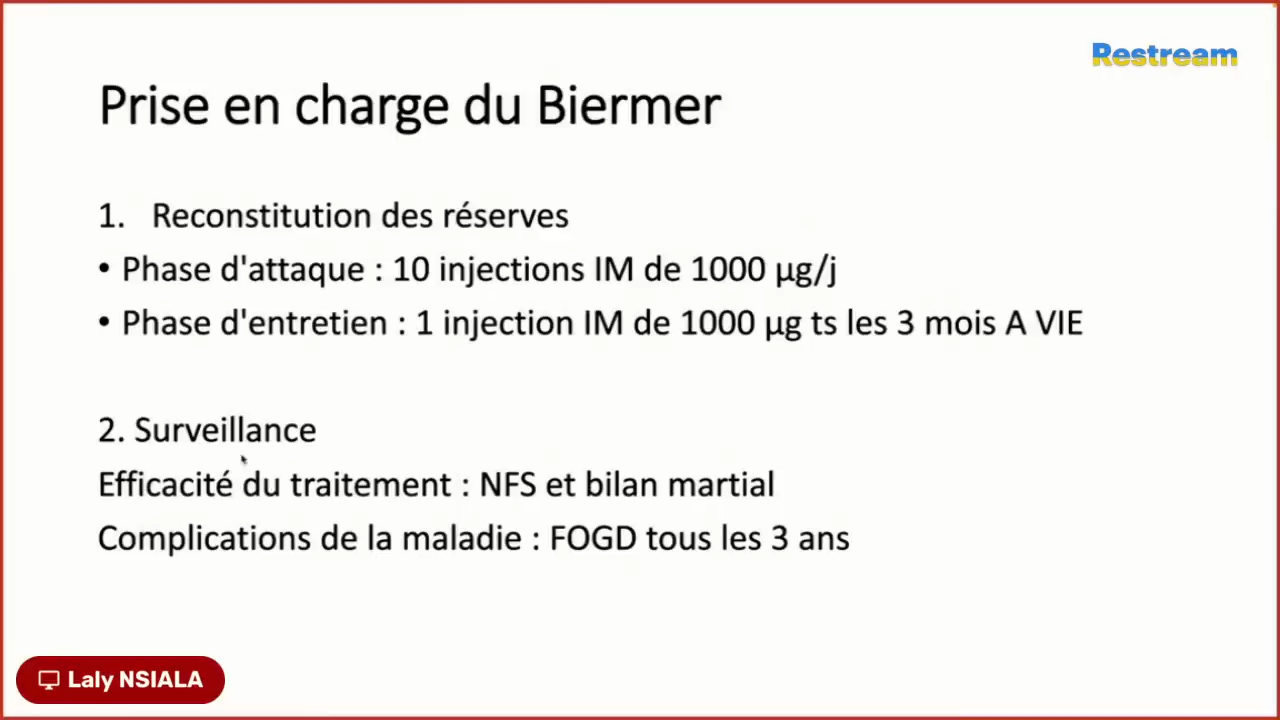 Restream
Prise en charge du Biermer
1. Reconstitution des réserves
• Phase d'attaque : 10 injections IM de 1000 µg/j
• Phase d'entretien : 1 injection IM de 1000 µg ts les 3 mois A VIE
2. Surveillance
Efficacité du traitement : NFS et bilan martial
Complications de la maladie : FOGD tous les 3 ans
Laly NSIALA